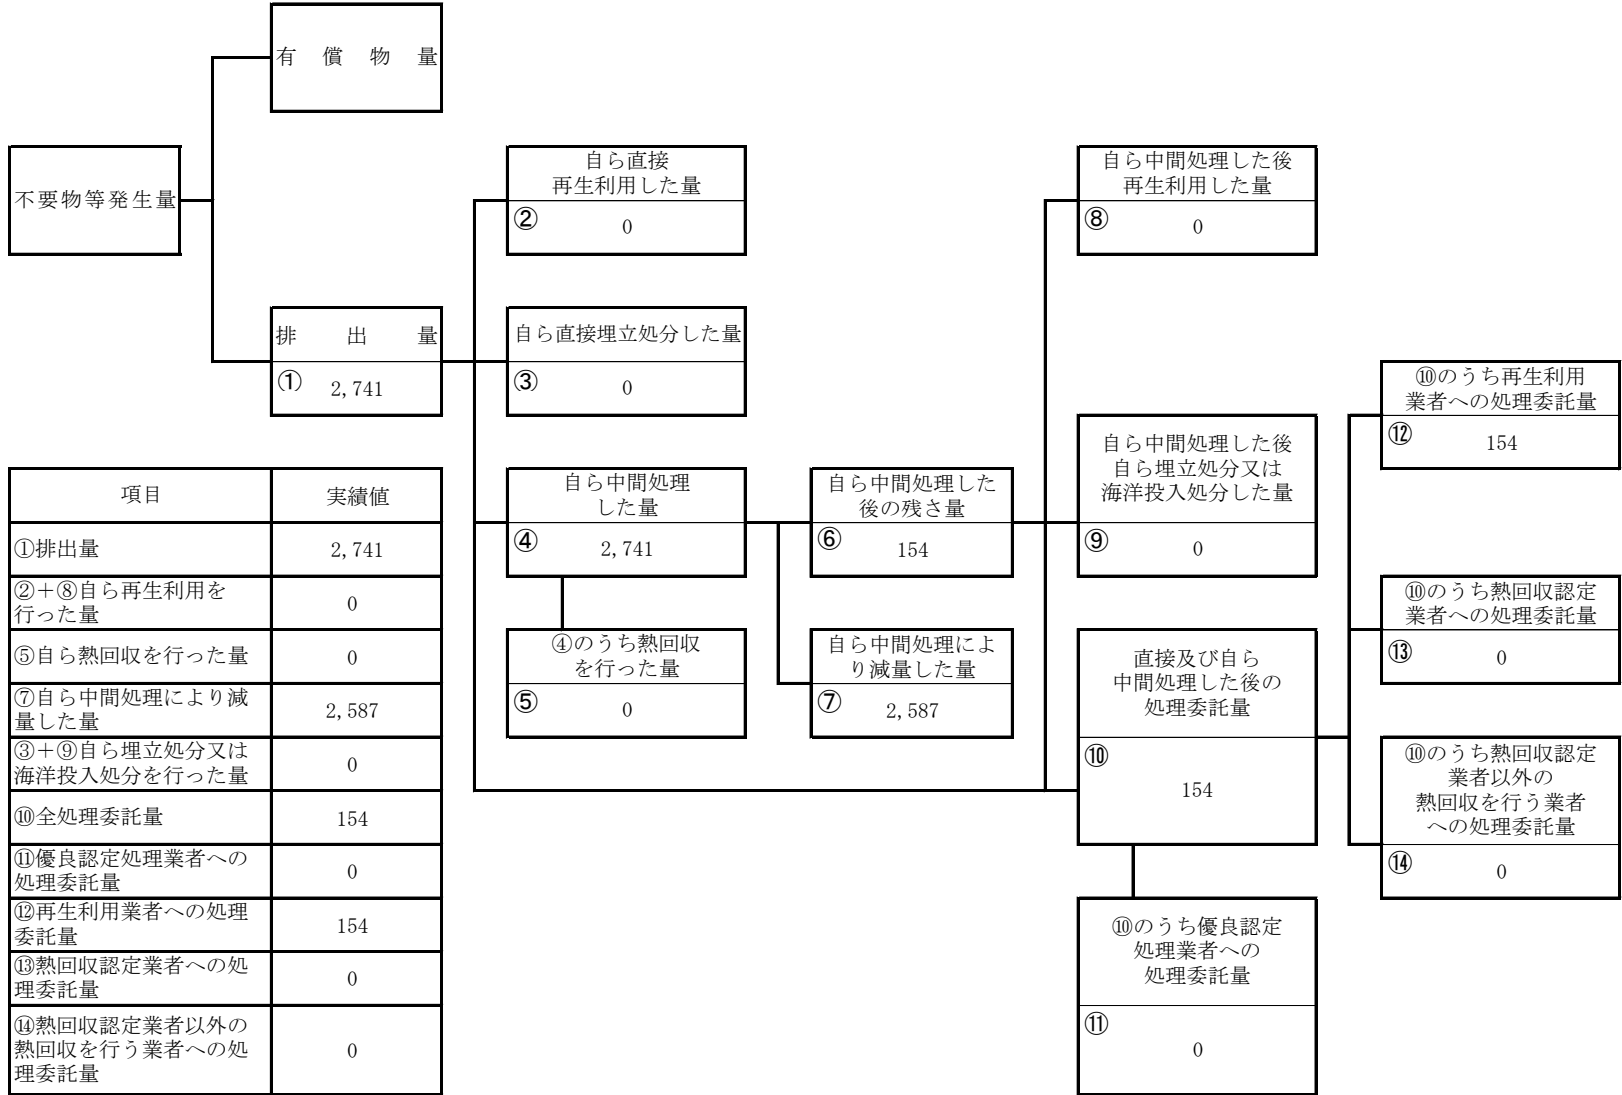 有償物量
不要物等発生量
排出量
① 2,741
自ら直接
再生利用した量
② 0
自ら直接埋立処分した量
③ 0
自ら中間処理
した量
④ 2,741
④のうち熱回収
を行った量
⑤ 0
自ら中間処理した
後の残さ量
⑥ 154
自ら中間処理によ
り減量した量
⑦ 2,587
自ら中間処理した後
再生利用した量
⑧ 0
自ら中間処理した後
自ら埋立処分又は
海洋投入処分した量
⑨ 0
直接及び自ら
中間処理した後の
処理委託量
⑩ 154
⑩のうち優良認定
処理業者への
処理委託量
⑪ 0
⑩のうち再生利用
業者への処理委託量
⑫ 154
⑩のうち熱回収認定
業者への処理委託量
⑬ 0
⑩のうち熱回収認定
業者以外の
熱回収を行う業者
への処理委託量
⑭ 0
項目 実績値
①排出量 2,741
②+⑧自ら再生利用を
行った量 0
⑤自ら熱回収を行った量 0
⑦自ら中間処理により減
量した量 2,587
③+⑨自ら埋立処分又は
海洋投入処分を行った量 0
⑩全処理委託量 154
⑪優良認定処理業者への
処理委託量 0
⑫再生利用業者への処理
委託量 154
⑬熱回収認定業者への処
理委託量 0
⑭熱回収認定業者以外の
熱回収を行う業者への処
理委託量 0